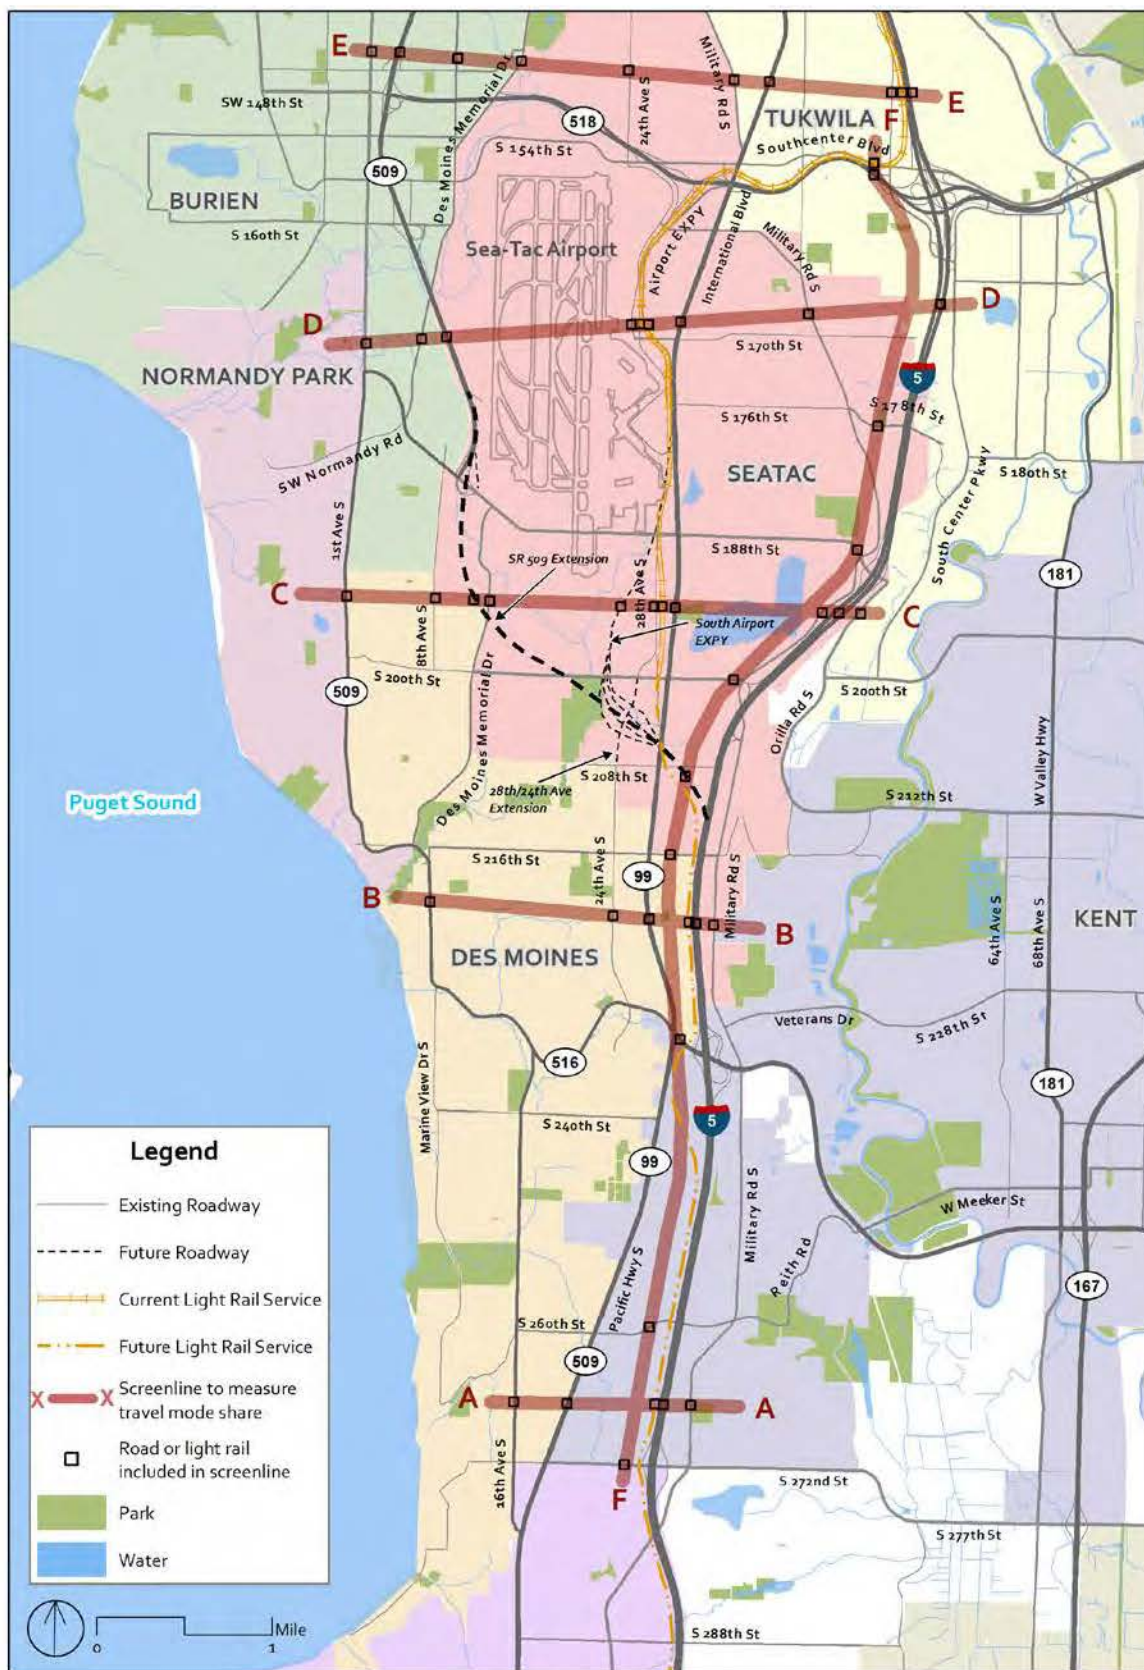 E
E
SW 148th St
Des Moines Memorial Dr
24th Ave S
Military Rd S
518
F
TUKWILA
Southcenter Blvd
S 154th St
509
BURIEN
S 160th St
Sea-Tac Airport
Airport EXPY
International Blvd
Military Rd S
D
D
S 170th St
NORMANDY PARK
5
S 176th St
S 178th St
SW Normandy Rd
SEATAC
South Center Pkwy
S 180th St
1st Ave S
S 188th St
SR 509 Extension
181
C
C
8th Ave S
28th Ave S
South Airport
EXPY
S 200th St
S 200th St
509
Orilla Rd S
W Valley Hwy
Des Moines Memorial Dr
S 208th St
28th/24th Ave
Extension
Puget Sound
S 212th St
S 216th St
24th Ave S
99
Military Rd S
64th Ave S
68th Ave S
B
B
KENT
DES MOINES
Veterans Dr
S 228th St
Marine View Dr S
516
181
5
S 240th St
99
Military Rd S
W Meeker St
Reith Rd
Pacific Hwy S
167
S 260th St
509
A
A
16th Ave S
F
S 272nd St
S 277th St
S 288th St
Legend
Existing Roadway
Future Roadway
Current Light Rail Service
Future Light Rail Service
X X Screenline to measure
travel mode share
Road or light rail
included in screenline
Park
Water
Mile
0 1